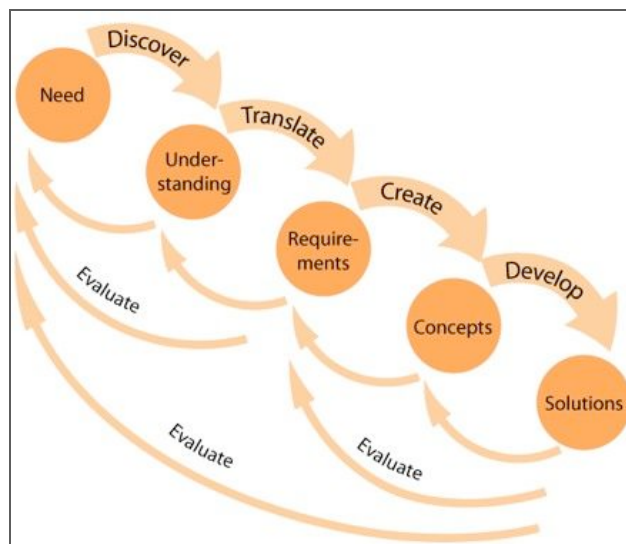 Discover
Need
Translate
Under-
standing
Create
Require-
ments
Develop
Evaluate
Concepts
Solutions
Evaluate
Evaluate